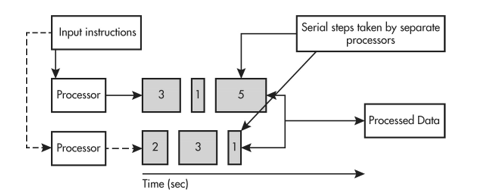 Input instructions
Serial steps taken by separate
processors
Processor
3
1
5
Processed Data
Processor
2
3
1
Time (sec)